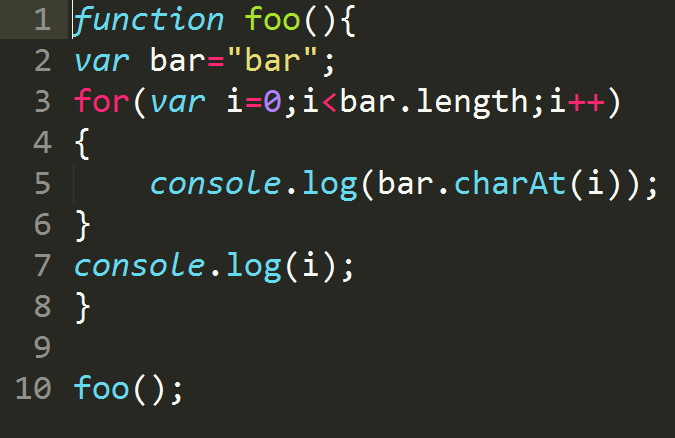 1 function foo(){
2 var bar="bar";
3 for(var i=0;i<bar.length;i++)
4 {
5     console.log(bar.charAt(i));
6 }
7 console.log(i);
8 }
9
10 foo();